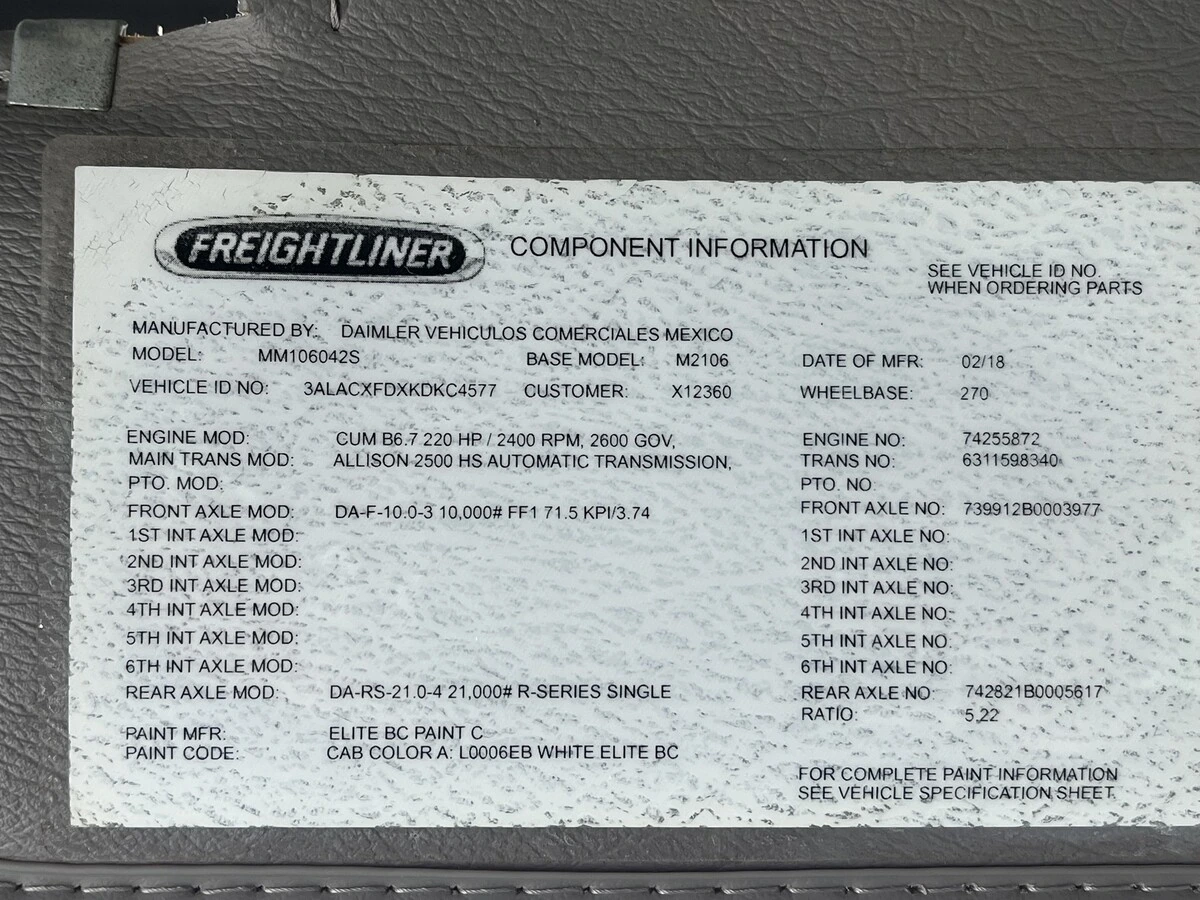 FREIGHTLINER COMPONENT INFORMATION
SEE VEHICLE ID NO.
WHEN ORDERING PARTS
MANUFACTURED BY: DAIMLER VEHICULOS COMERCIALES MEXICO
MODEL: MM106042S BASE MODEL: M2106 DATE OF MFR: 02/18
VEHICLE ID NO: 3ALACXFDXKDKC4577 CUSTOMER: X12360 WHEELBASE: 270
ENGINE MOD: CUM B6.7 220 HP / 2400 RPM, 2600 GOV, ENGINE NO: 74255872
MAIN TRANS MOD: ALLISON 2500 HS AUTOMATIC TRANSMISSION, TRANS NO: 6311598340
PTO. MOD: PTO. NO.
FRONT AXLE MOD: DA-F-10.0-3 10,000# FF1 71.5 KPI/3.74 FRONT AXLE NO: 739912B0003977
1ST INT AXLE MOD: 1ST INT AXLE NO:
2ND INT AXLE MOD: 2ND INT AXLE NO:
3RD INT AXLE MOD: 3RD INT AXLE NO:
4TH INT AXLE MOD: 4TH INT AXLE NO:
5TH INT AXLE MOD: 5TH INT AXLE NO:
6TH INT AXLE MOD: 6TH INT AXLE NO:
REAR AXLE MOD: DA-RS-21.0-4 21,000# R-SERIES SINGLE REAR AXLE NO: 742821B0005617
RATIO: 5.22
PAINT MFR: ELITE BC PAINT C
PAINT CODE: CAB COLOR A: L0006EB WHITE ELITE BC
FOR COMPLETE PAINT INFORMATION
SEE VEHICLE SPECIFICATION SHEET.